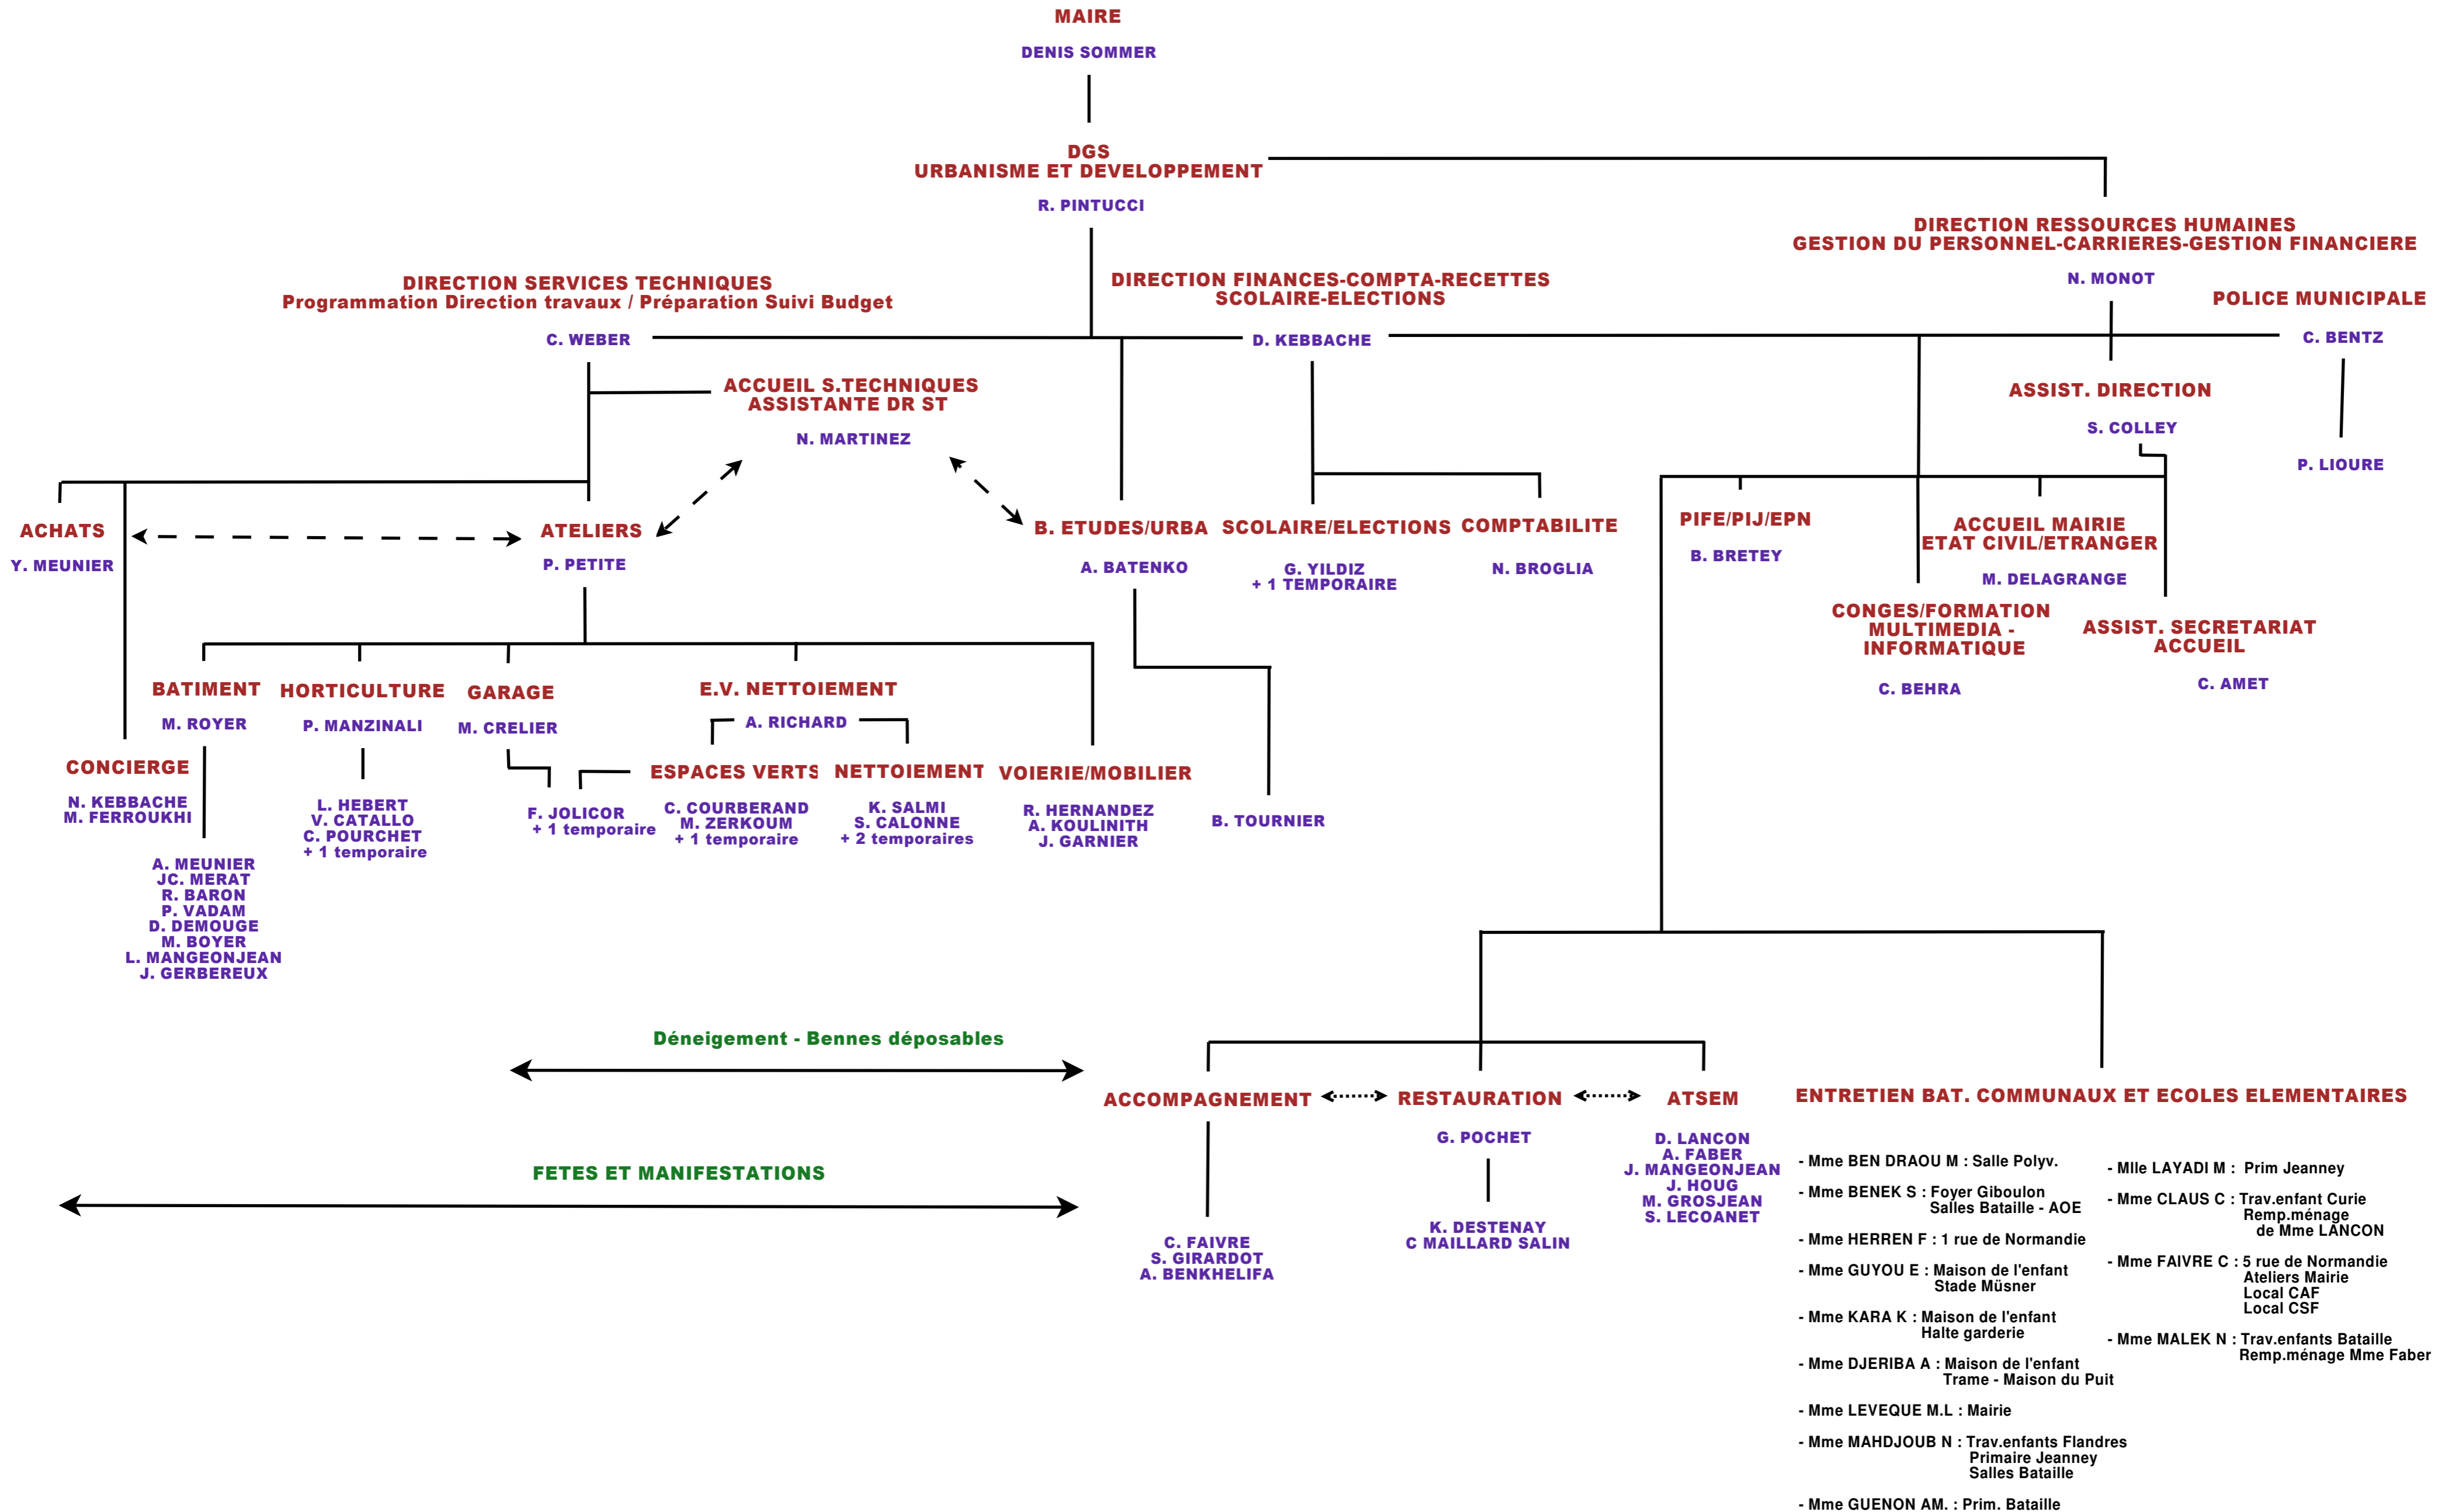 MAIRE
DENIS SOMMER
DGS
URBANISME ET DEVELOPPEMENT
R. PINTUCCI
DIRECTION RESSOURCES HUMAINES
GESTION DU PERSONNEL-CARRIERES-GESTION FINANCIERE
N. MONOT
DIRECTION SERVICES TECHNIQUES
Programmation Direction travaux / Préparation Suivi Budget
C. WEBER
DIRECTION FINANCES-COMPTA-RECETTES
SCOLAIRE-ELECTIONS
D. KEBBACHE
POLICE MUNICIPALE
C. BENTZ
P. LIOURE
ACCUEIL S.TECHNIQUES
ASSISTANTE DR ST
N. MARTINEZ
ASSIST. DIRECTION
S. COLLEY
ACHATS
Y. MEUNIER
ATELIERS
P. PETITE
B. ETUDES/URBA
A. BATENKO
SCOLAIRE/ELECTIONS
G. YILDIZ
+ 1 TEMPORAIRE
COMPTABILITE
N. BROGLIA
PIFE/PIJ/EPN
B. BRETEY
ACCUEIL MAIRIE
ETAT CIVIL/ETRANGER
M. DELAGRANGE
CONGES/FORMATION
MULTIMEDIA -
INFORMATIQUE
C. BEHRA
ASSIST. SECRETARIAT
ACCUEIL
C. AMET
BATIMENT
M. ROYER
HORTICULTURE
P. MANZINALI
GARAGE
M. CRELIER
E.V. NETTOIEMENT
A. RICHARD
CONCIERGE
N. KEBBACHE
M. FERROUKHI
A. MEUNIER
JC. MERAT
R. BARON
P. VADAM
D. DEMOUGE
M. BOYER
L. MANGEONJEAN
J. GERBEREUX
L. HEBERT
V. CATALLO
C. POURCHET
+ 1 temporaire
F. JOLICOR
+ 1 temporaire
ESPACES VERTS
C. COURBERAND
M. ZERKOUM
+ 1 temporaire
NETTOIEMENT
K. SALMI
S. CALONNE
+ 2 temporaires
VOIERIE/MOBILIER
R. HERNANDEZ
A. KOULINITH
J. GARNIER
B. TOURNIER
Déneigement - Bennes déposables
FETES ET MANIFESTATIONS
ACCOMPAGNEMENT
C. FAIVRE
S. GIRARDOT
A. BENKHELIFA
RESTAURATION
G. POCHET
K. DESTENAY
C MAILLARD SALIN
ATSEM
D. LANCON
A. FABER
J. MANGEONJEAN
J. HOUG
M. GROSJEAN
S. LECOANET
ENTRETIEN BAT. COMMUNAUX ET ECOLES ELEMENTAIRES
- Mme BEN DRAOU M : Salle Polyv.
- Mme BENEK S : Foyer Giboulon
Salles Bataille - AOE
- Mme HERREN F : 1 rue de Normandie
- Mme GUYOU E : Maison de l'enfant
Stade Müsner
- Mme KARA K : Maison de l'enfant
Halte garderie
- Mme DJERIBA A : Maison de l'enfant
Trame - Maison du Puit
- Mme LEVEQUE M.L : Mairie
- Mme MAHDJOUB N : Trav.enfants Flandres
Primaire Jeanney
Salles Bataille
- Mme GUENON AM. : Prim. Bataille
- Mlle LAYADI M : Prim Jeanney
- Mme CLAUS C : Trav.enfant Curie
Remp.ménage
de Mme LANCON
- Mme FAIVRE C : 5 rue de Normandie
Ateliers Mairie
Local CAF
Local CSF
- Mme MALEK N : Trav.enfants Bataille
Remp.ménage Mme Faber